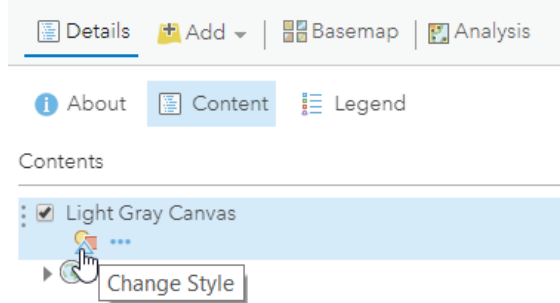 Details Add Basemap Analysis
About Content Legend
Contents
Light Gray Canvas
Change Style